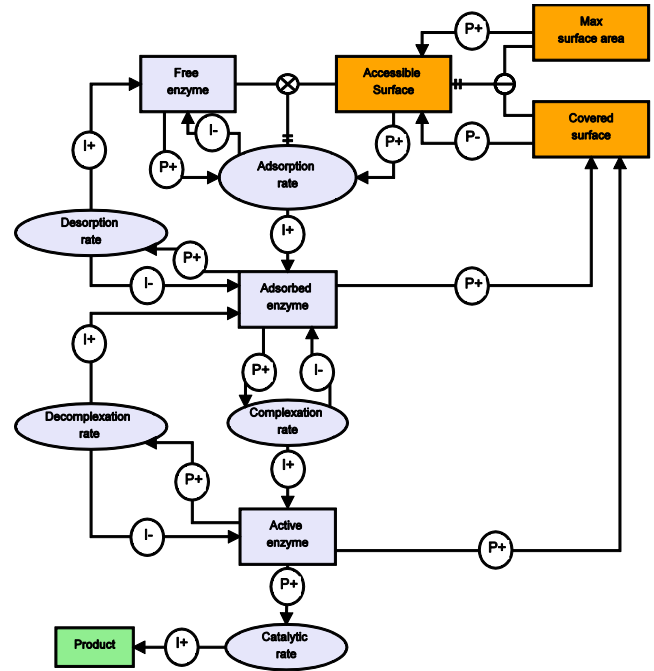 Max
surface area
P+
Free
enzyme
Accessible
Surface
Covered
surface
I-
P+
P-
I+
P+
Adsorption
rate
Desorption
rate
I+
P+
I-
Adsorbed
enzyme
P+
I+
P+
I-
Decomplexation
rate
Complexation
rate
I+
P+
I-
Active
enzyme
P+
P+
Product
I+
Catalytic
rate